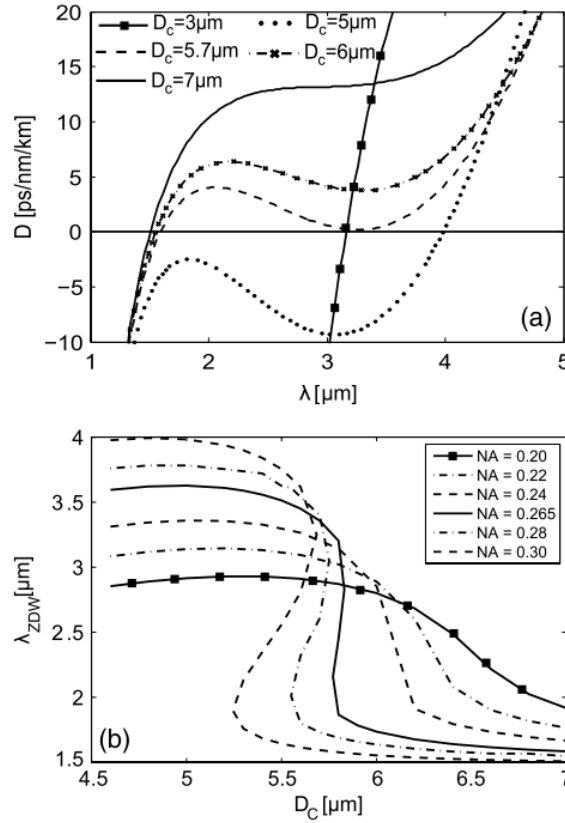 20
15
10
5
0
−5
−10
D [ps/nm/km]
D_c=3μm
D_c=5μm
D_c=5.7μm
D_c=6μm
D_c=7μm
(a)
1
2
3
4
5
λ [μm]
4
3.5
3
2.5
2
1.5
λ_ZDW [μm]
NA = 0.20
NA = 0.22
NA = 0.24
NA = 0.265
NA = 0.28
NA = 0.30
(b)
4.5
5
5.5
6
6.5
7
D_C [μm]